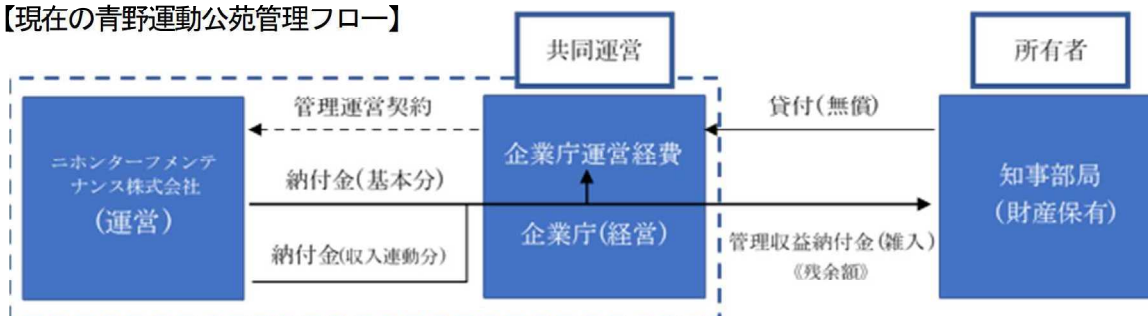 【現在の青野運動公苑管理フロー】
共同運営
所有者
管理運営契約
貸付(無償)
ニホンターフメンテ
ナンス株式会社
(運営)
企業庁運営経費
知事部局
(財産保有)
納付金(基本分)
企業庁(経営)
納付金(収入連動分)
管理収益納付金(雑入)
《残余額》